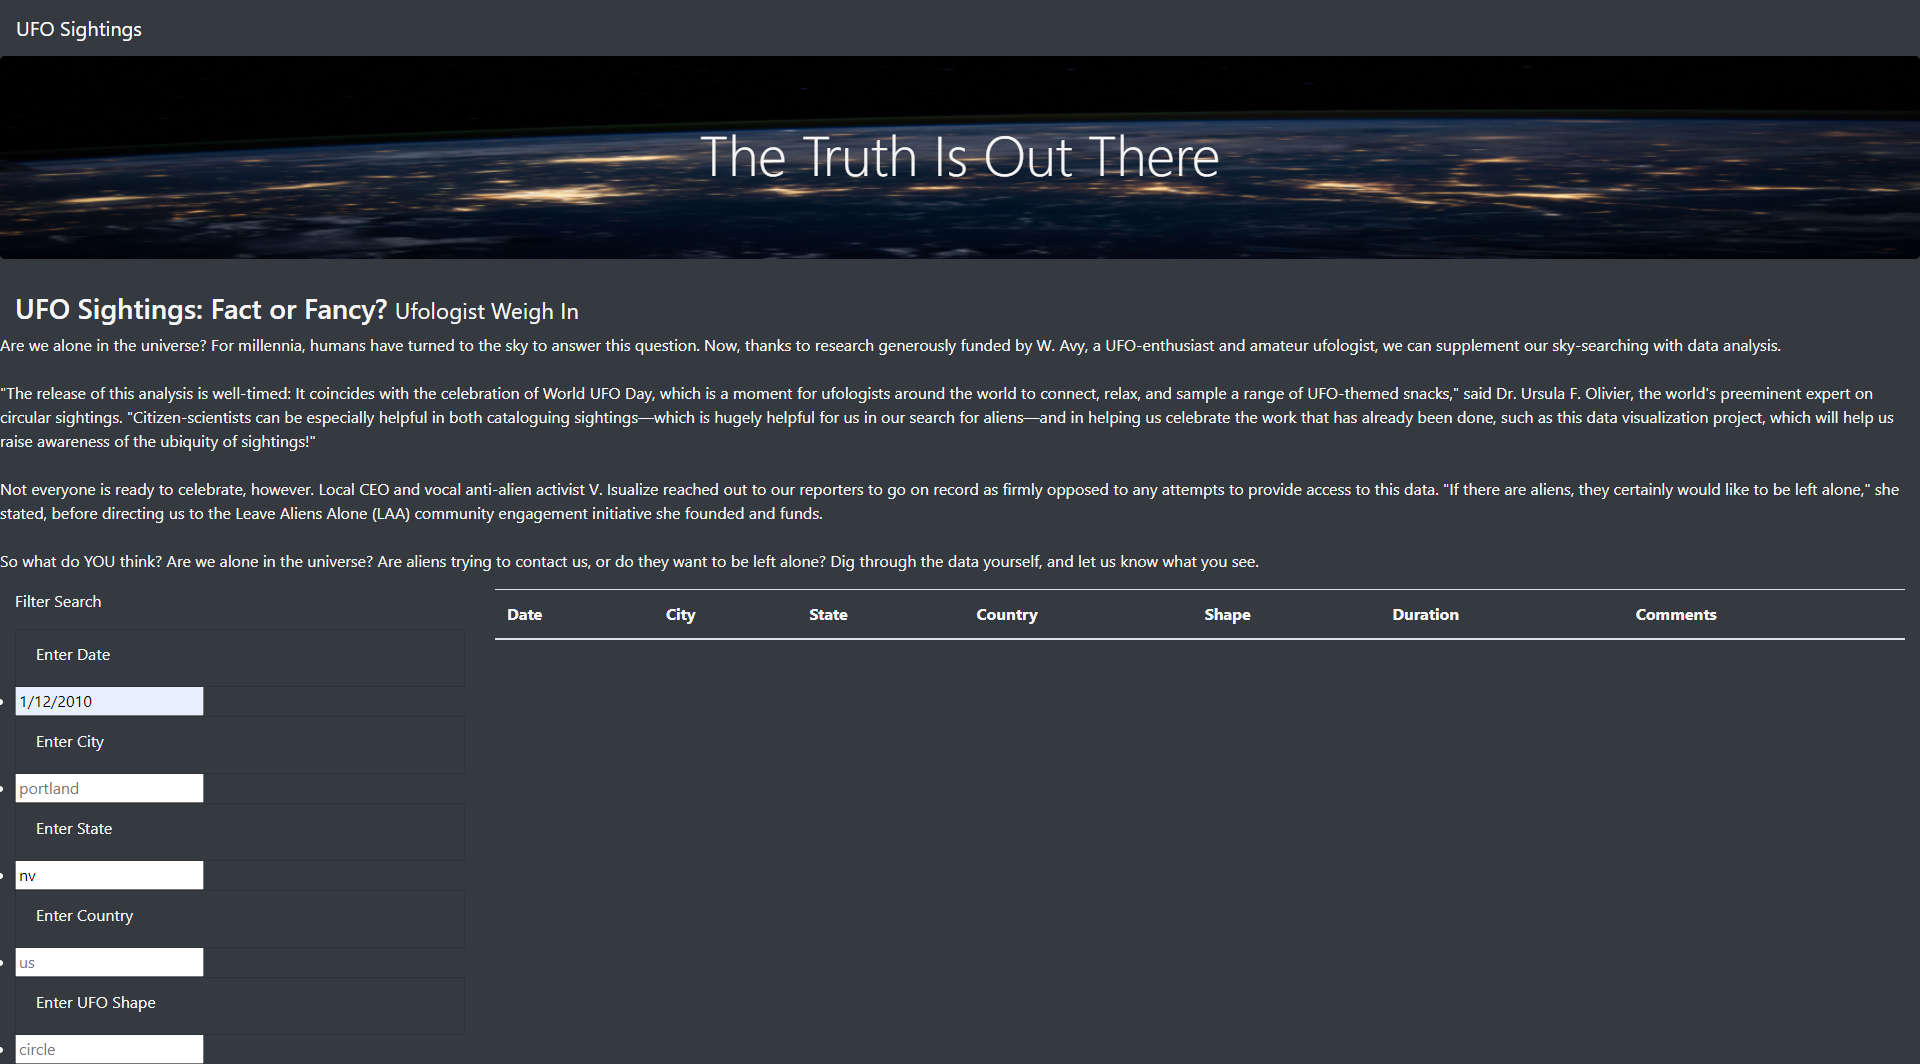 UFO Sightings
The Truth Is Out There
UFO Sightings: Fact or Fancy? Ufologist Weigh In
Are we alone in the universe? For millennia, humans have turned to the sky to answer this question. Now, thanks to research generously funded by W. Avy, a UFO-enthusiast and amateur ufologist, we can supplement our sky-searching with data analysis.
"The release of this analysis is well-timed: It coincides with the celebration of World UFO Day, which is a moment for ufologists around the world to connect, relax, and sample a range of UFO-themed snacks," said Dr. Ursula F. Olivier, the world's preeminent expert on
circular sightings. "Citizen-scientists can be especially helpful in both cataloguing sightings—which is hugely helpful for us in our search for aliens—and in helping us celebrate the work that has already been done, such as this data visualization project, which will help us
raise awareness of the ubiquity of sightings!"
Not everyone is ready to celebrate, however. Local CEO and vocal anti-alien activist V. Isualize reached out to our reporters to go on record as firmly opposed to any attempts to provide access to this data. "If there are aliens, they certainly would like to be left alone," she
stated, before directing us to the Leave Aliens Alone (LAA) community engagement initiative she founded and funds.
So what do YOU think? Are we alone in the universe? Are aliens trying to contact us, or do they want to be left alone? Dig through the data yourself, and let us know what you see.
Filter Search
Enter Date
1/12/2010
Enter City
portland
Enter State
nv
Enter Country
us
Enter UFO Shape
circle
Date City State Country Shape Duration Comments